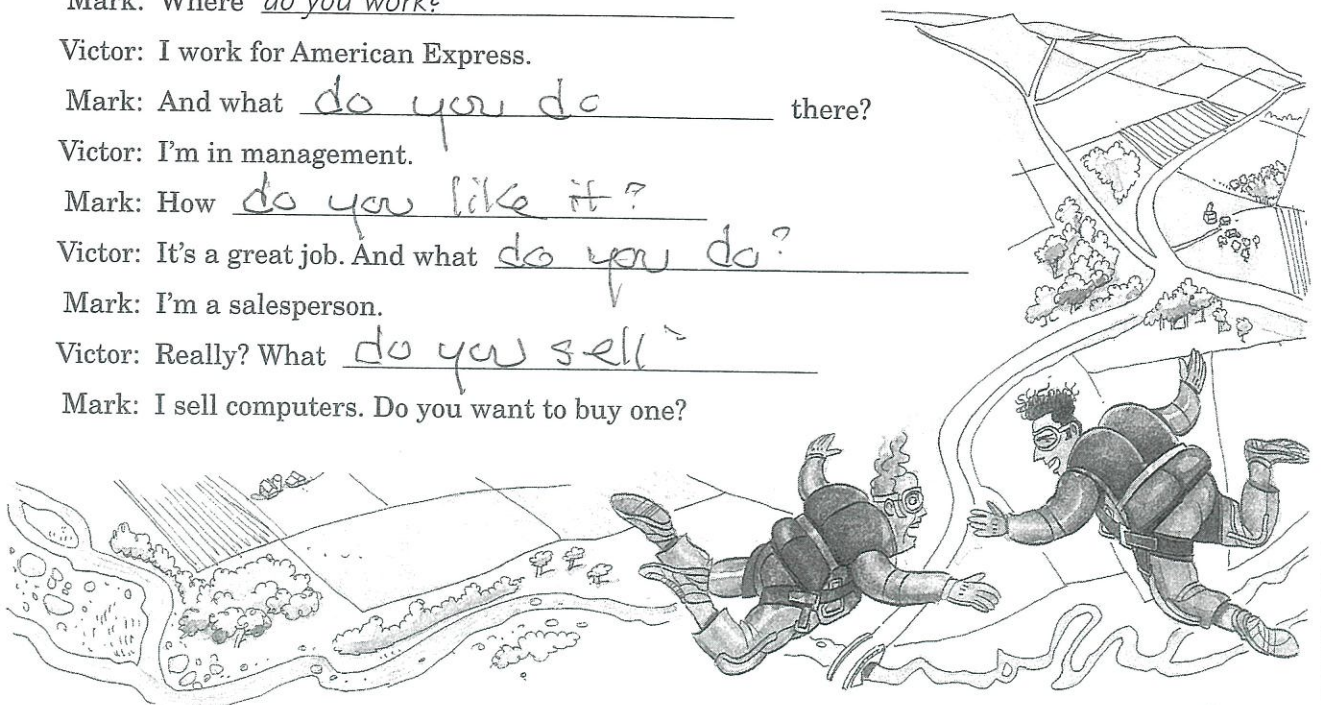 Mark: Where do you work?
Victor: I work for American Express.
Mark: And what do you do there?
Victor: I'm in management.
Mark: How do you like it?
Victor: It's a great job. And what do you do?
Mark: I'm a salesperson.
Victor: Really? What do you sell
Mark: I sell computers. Do you want to buy one?